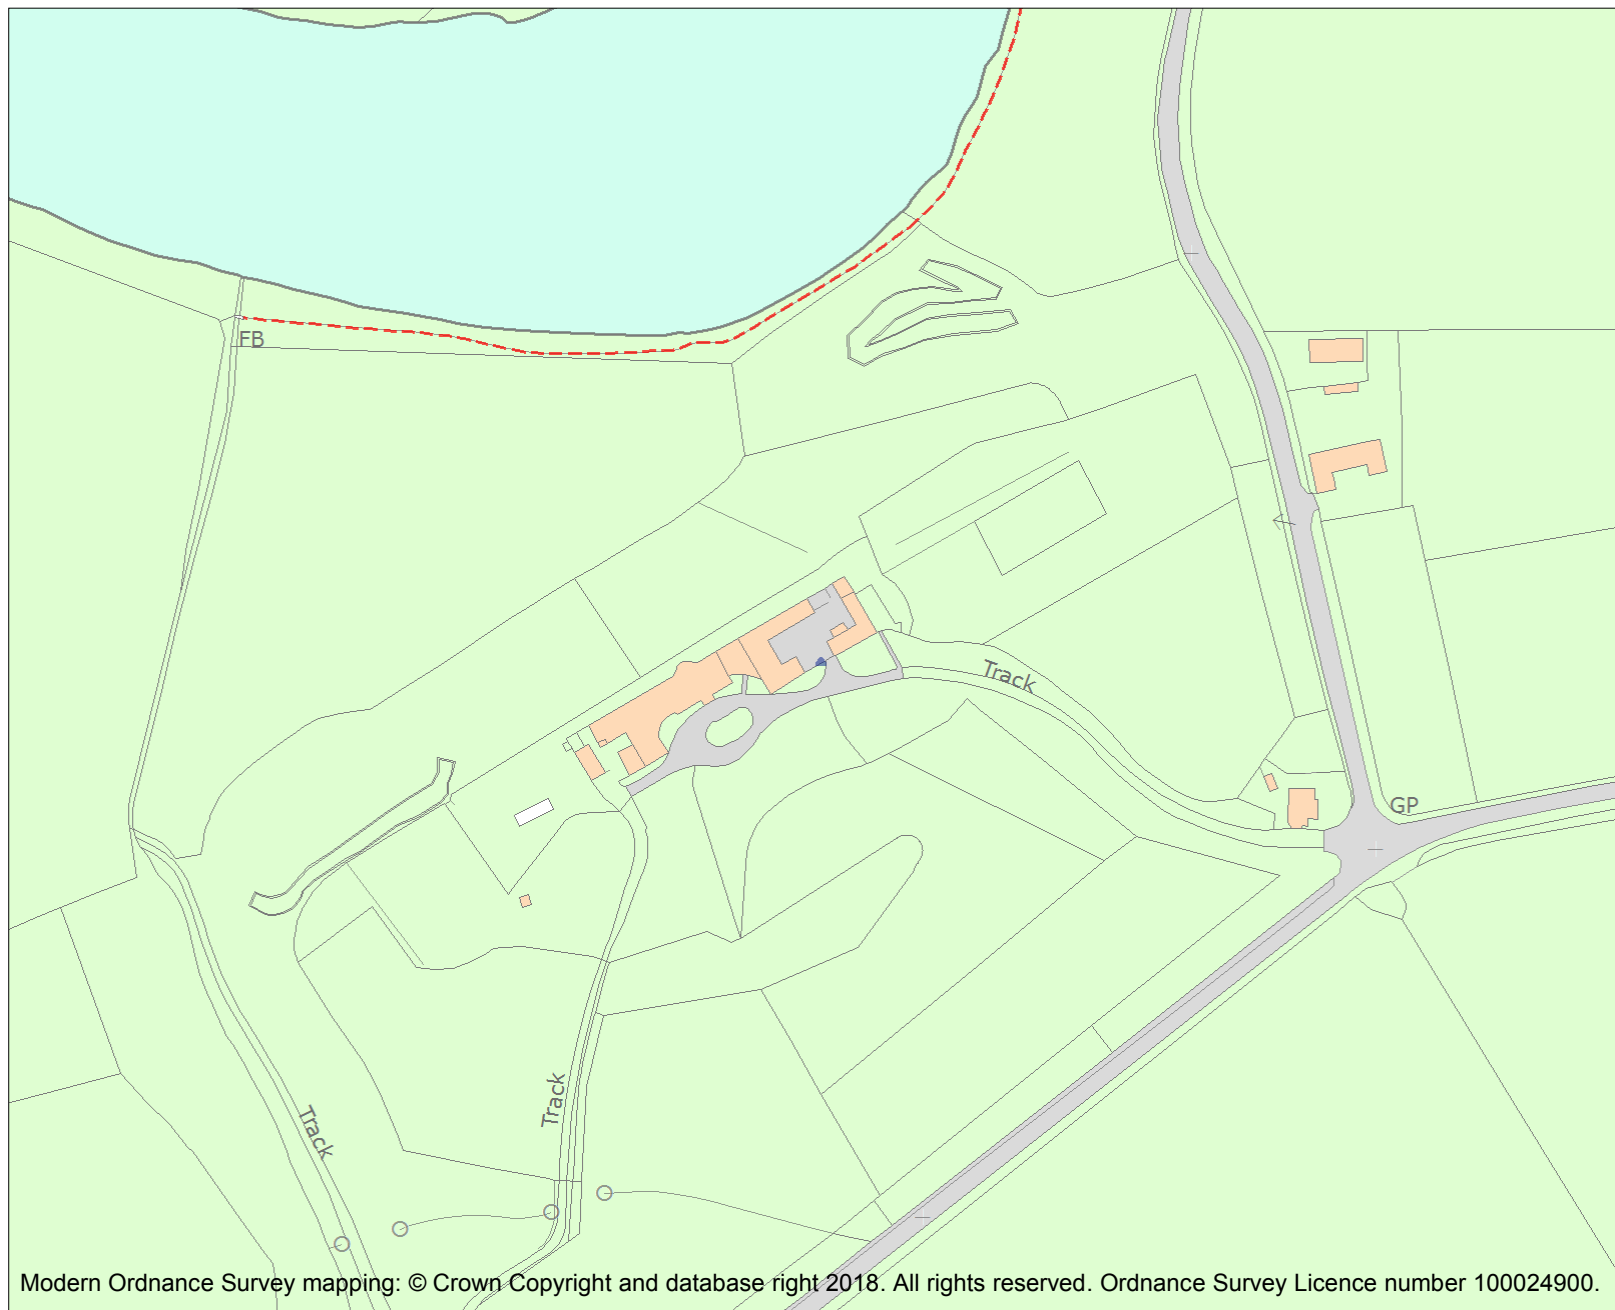 FB
Track
GP
Track
Track
Modern Ordnance Survey mapping: © Crown Copyright and database right 2018. All rights reserved. Ordnance Survey Licence number 100024900.